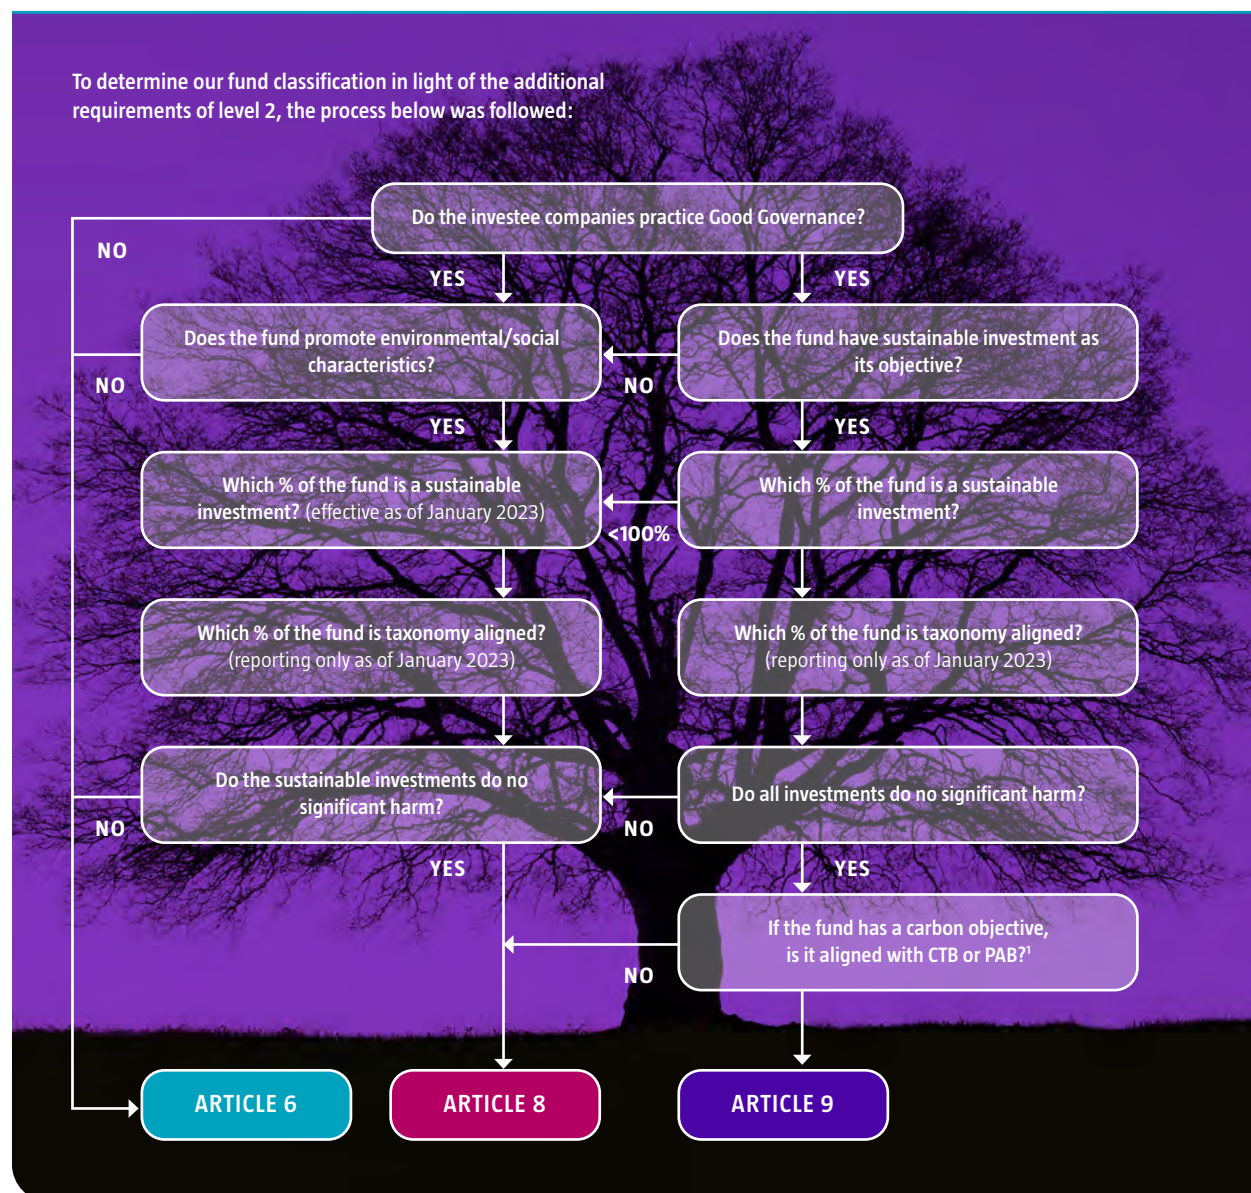 To determine our fund classification in light of the additional
requirements of level 2, the process below was followed:
Do the investee companies practice Good Governance?
NO
YES
YES
Does the fund promote environmental/social
characteristics?
Does the fund have sustainable investment as
its objective?
NO
NO
YES
YES
Which % of the fund is a sustainable
investment? (effective as of January 2023)
Which % of the fund is a sustainable
investment?
<100%
Which % of the fund is taxonomy aligned?
(reporting only as of January 2023)
Which % of the fund is taxonomy aligned?
(reporting only as of January 2023)
Do the sustainable investments do no
significant harm?
Do all investments do no significant harm?
NO
NO
YES
YES
If the fund has a carbon objective,
is it aligned with CTB or PAB?¹
NO
ARTICLE 6
ARTICLE 8
ARTICLE 9